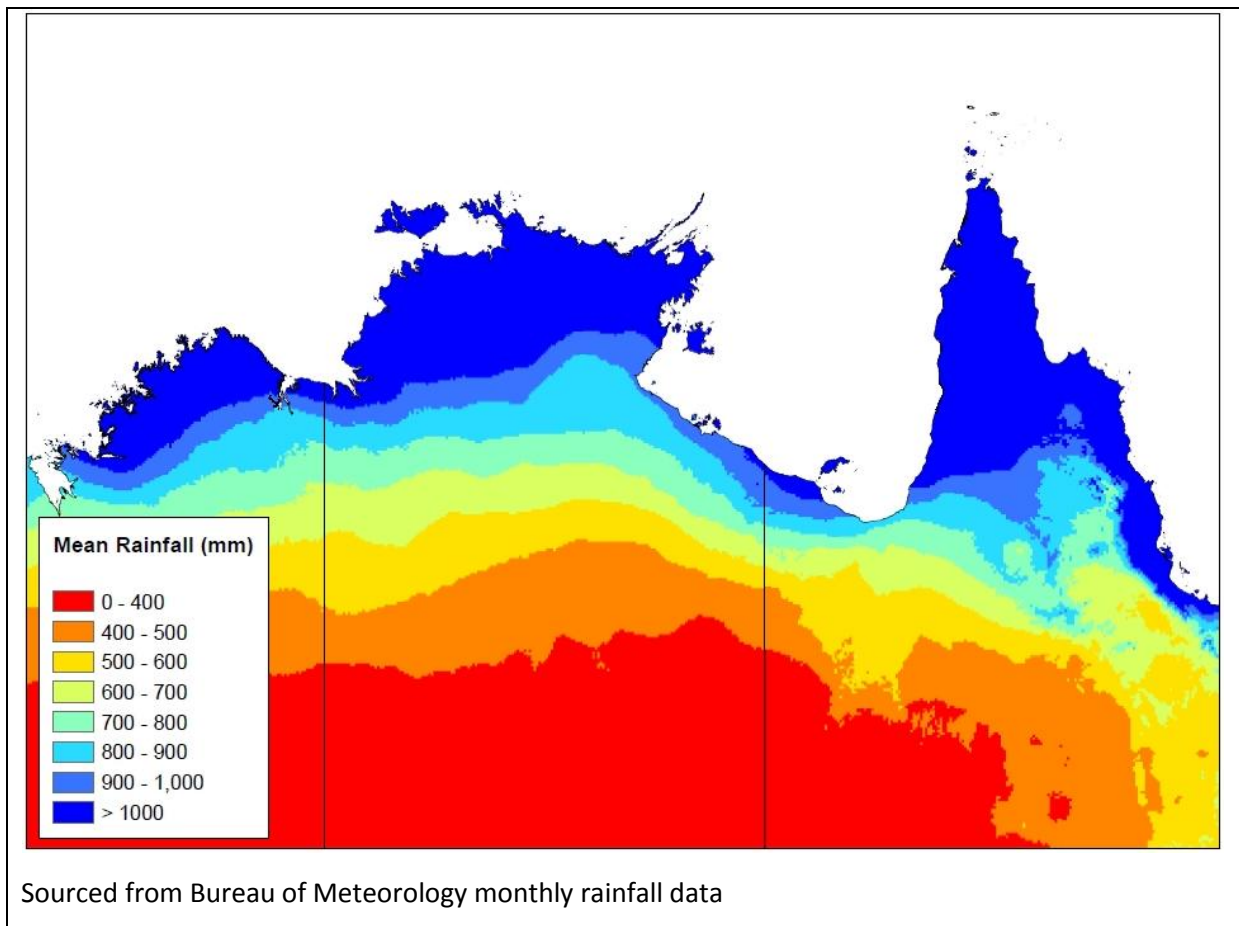 Mean Rainfall (mm)
0 - 400
400 - 500
500 - 600
600 - 700
700 - 800
800 - 900
900 - 1,000
> 1000
Sourced from Bureau of Meteorology monthly rainfall data